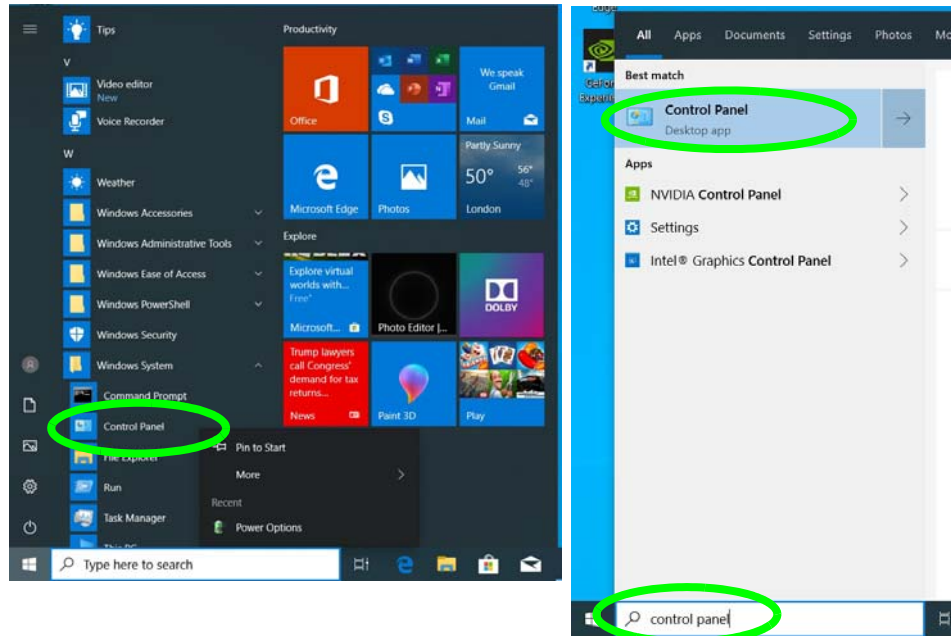 Tips
V
Video editor
New
Voice Recorder
W
Weather
Windows Accessories
Windows Administrative Tools
Windows Ease of Access
Windows PowerShell
Windows Security
Windows System
Command Prompt
Control Panel
File Explorer
Run
Task Manager
This PC
Productivity
Office
We speak
Gmail
Mail
Microsoft Edge
Photos
Partly Sunny
50° 56°
48°
London
Explore
Explore virtual
worlds with...
Free*
Microsoft...
Photo Editor |...
DOLBY
Trump lawyers
call Congress'
demand for tax
returns...
News
Paint 3D
Play
Pin to Start
More
Recent
Power Options
Type here to search
Edge
All Apps Documents Settings Photos Mo
Best match
Control Panel
Desktop app
Apps
NVIDIA Control Panel
Settings
Intel® Graphics Control Panel
control panel